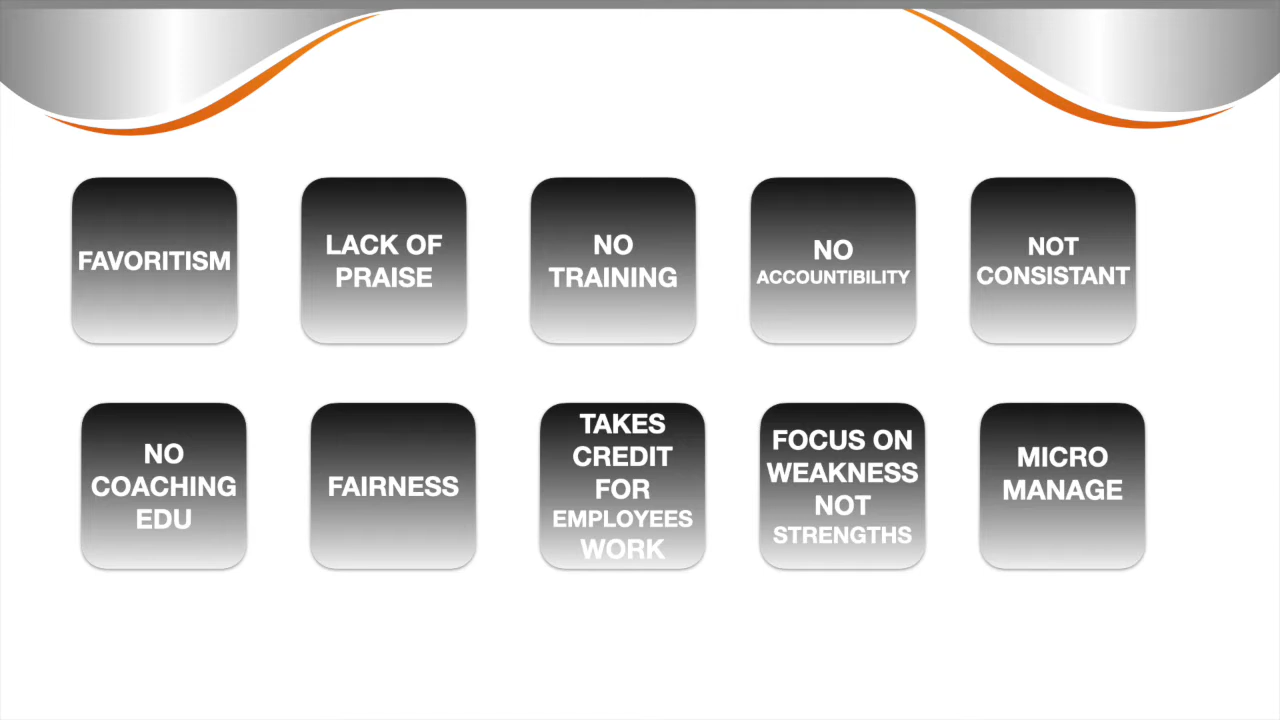 FAVORITISM
LACK OF
PRAISE
NO
TRAINING
NO
ACCOUNTIBILITY
NOT
CONSISTANT
NO
COACHING
EDU
FAIRNESS
TAKES
CREDIT
FOR
EMPLOYEES
WORK
FOCUS ON
WEAKNESS
NOT
STRENGTHS
MICRO
MANAGE